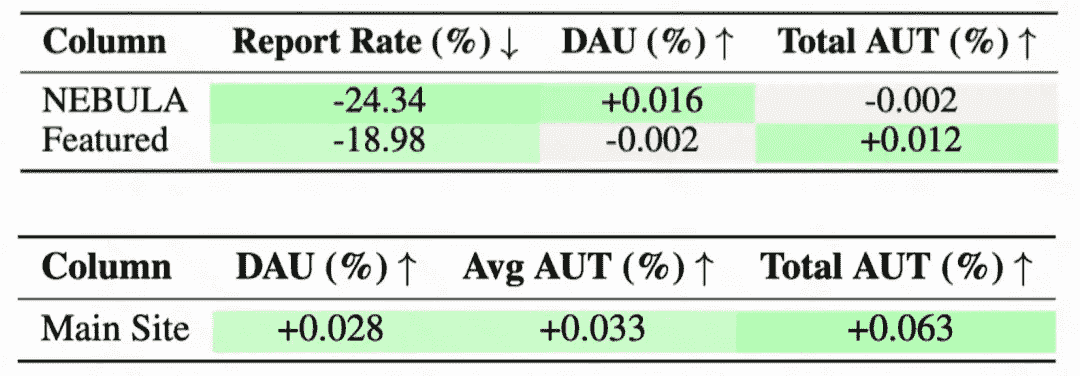 Column Report Rate (%) ↓ DAU (%) ↑ Total AUT (%) ↑
NEBULA -24.34 +0.016 -0.002
Featured -18.98 -0.002 +0.012
Column DAU (%) ↑ Avg AUT (%) ↑ Total AUT (%) ↑
Main Site +0.028 +0.033 +0.063